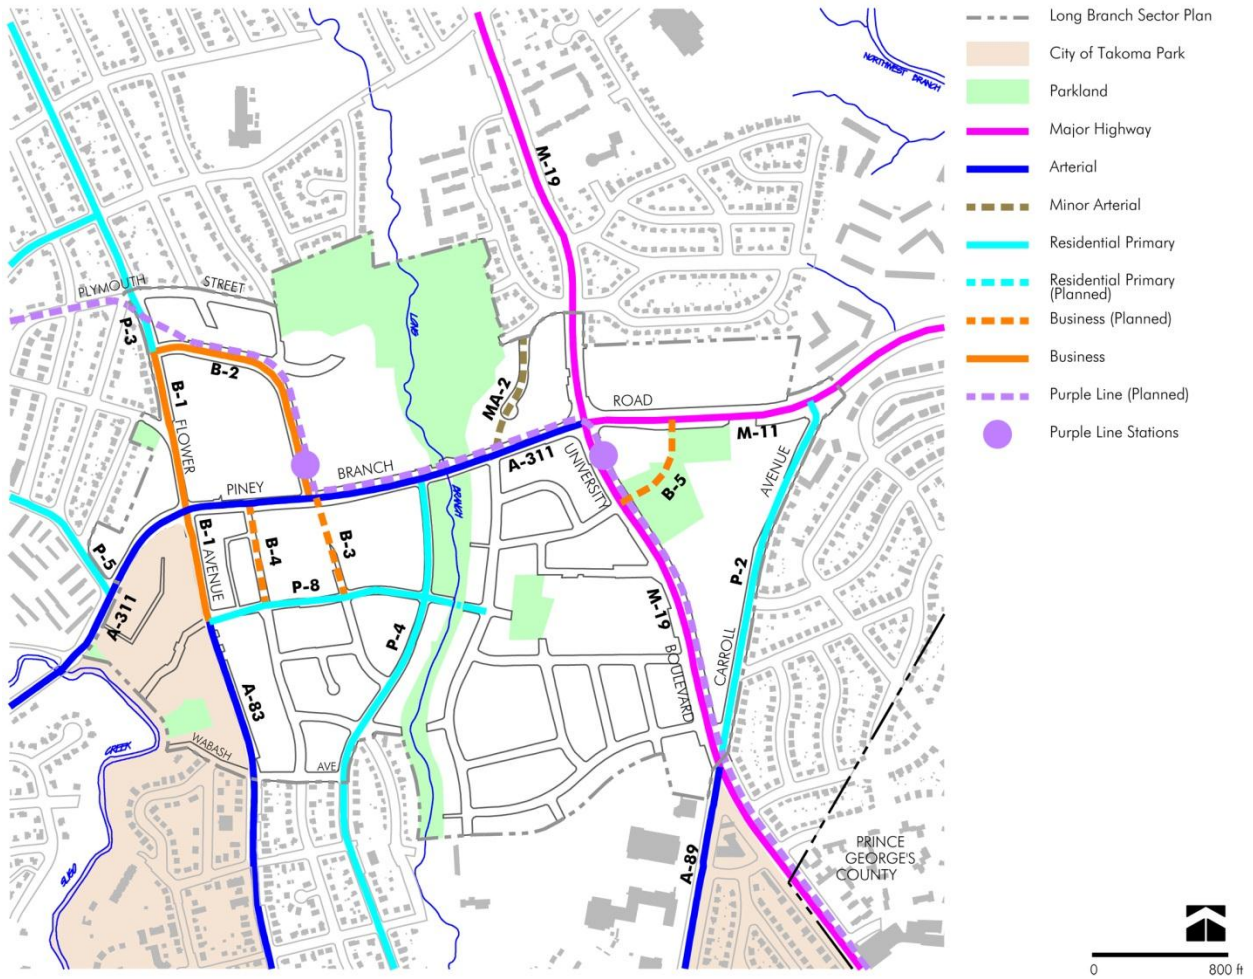 Long Branch Sector Plan
City of Takoma Park
Parkland
Major Highway
Arterial
Minor Arterial
Residential Primary
Residential Primary
(Planned)
Business (Planned)
Business
Purple Line (Planned)
Purple Line Stations
NORTHWEST BRANCH
M-19
PLYMOUTH
STREET
P-3
LONG
B-2
MA-2
ROAD
B-1
FLOWER
M-11
A-311
BRANCH
UNIVERSITY
AVENUE
B-5
PINEY
BRANCH
B-1
AVENUE
B-4
B-3
P-5
P-8
P-2
A-311
M-19
P-4
BOULEVARD
CARROLL
A-83
WABASH
AVE
CREEK
SLIGO
A-89
PRINCE
GEORGE'S
COUNTY
0
800 ft